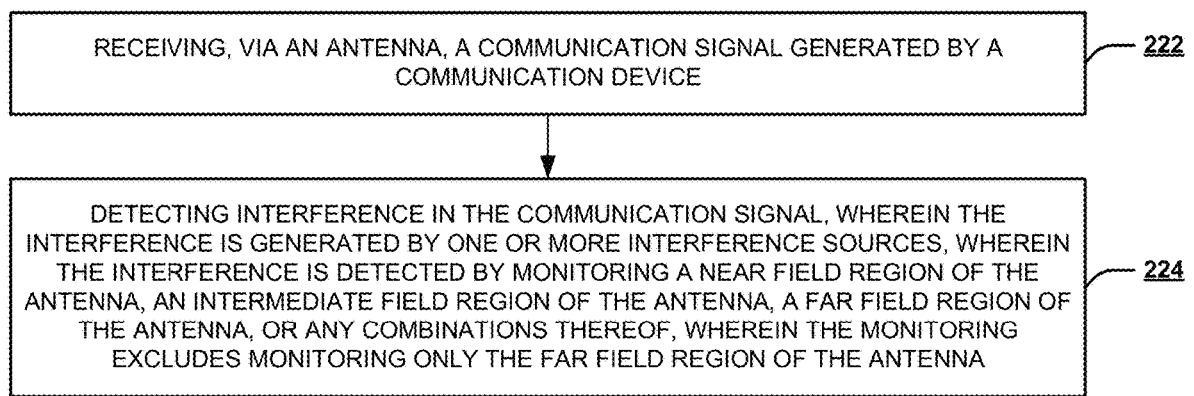 RECEIVING, VIA AN ANTENNA, A COMMUNICATION SIGNAL GENERATED BY A
COMMUNICATION DEVICE
222
DETECTING INTERFERENCE IN THE COMMUNICATION SIGNAL, WHEREIN THE
INTERFERENCE IS GENERATED BY ONE OR MORE INTERFERENCE SOURCES, WHEREIN
THE INTERFERENCE IS DETECTED BY MONITORING A NEAR FIELD REGION OF THE
ANTENNA, AN INTERMEDIATE FIELD REGION OF THE ANTENNA, A FAR FIELD REGION OF
THE ANTENNA, OR ANY COMBINATIONS THEREOF, WHEREIN THE MONITORING
EXCLUDES MONITORING ONLY THE FAR FIELD REGION OF THE ANTENNA
224